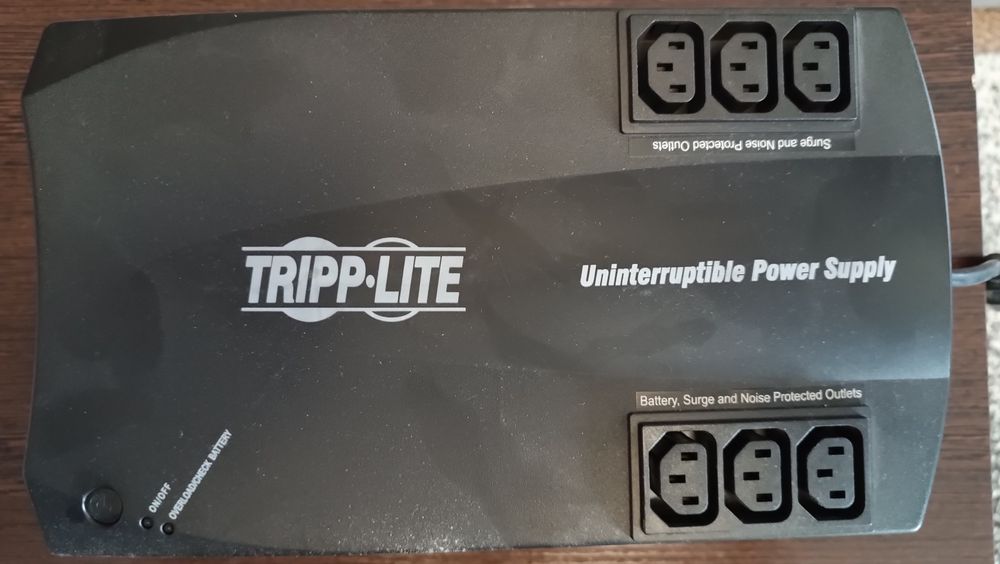 Surge and Noise Protected Outlets
TRIPP·LITE
Uninterruptible Power Supply
Battery, Surge and Noise Protected Outlets
ON/OFF
OVERLOAD/CHECK BATTERY